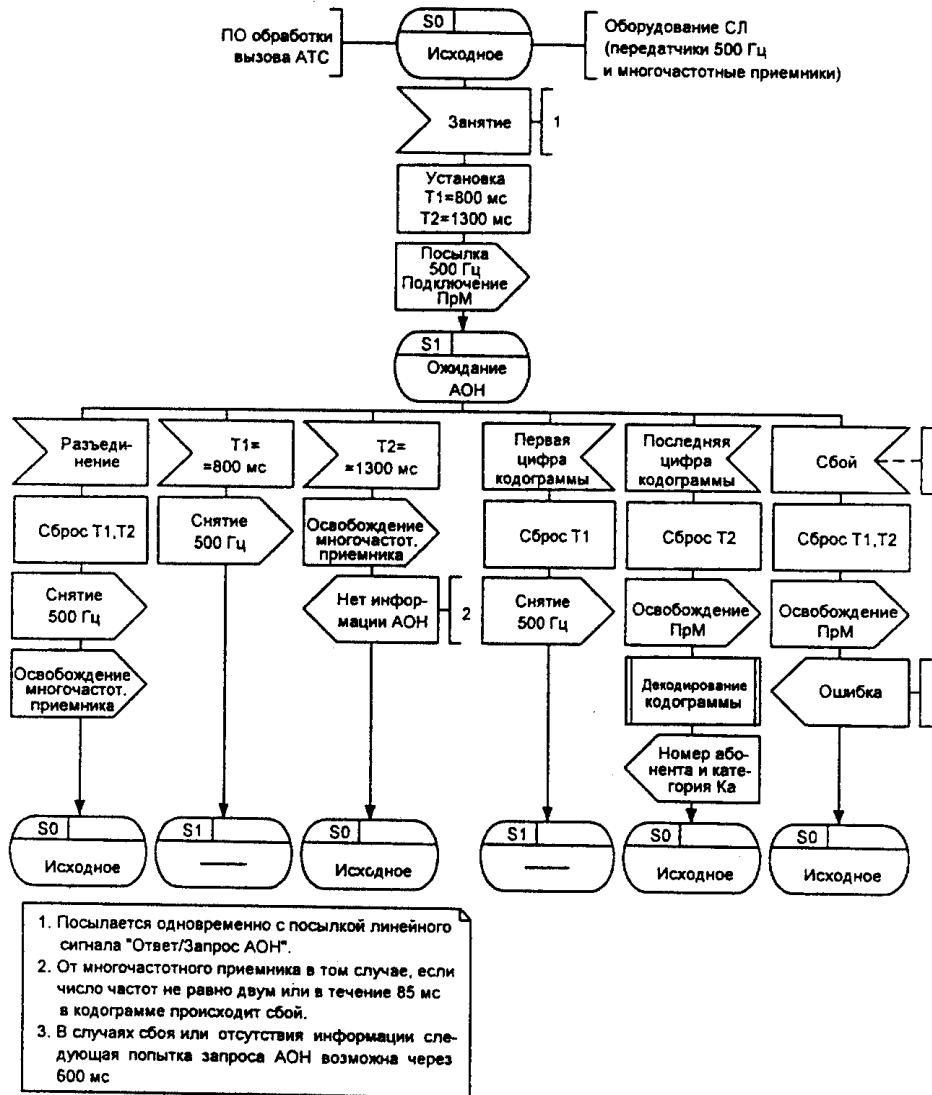 ПО обработки
вызова АТС
S0
Исходное
Оборудование СЛ
(передатчики 500 Гц
и многочастотные приемники)
Занятие
1
Установка
Т1=800 мс
Т2=1300 мс
Посылка
500 Гц
Подключение
ПрМ
S1
Ожидание
АОН
Разъеди-
нение
Сброс Т1,Т2
Снятие
500 Гц
Освобождение
многочастот.
приемника
S0
Исходное
Т1=
=800 мс
Снятие
500 Гц
S1
Т2=
=1300 мс
Освобождение
многочастот.
приемника
Нет инфор-
мации АОН
2
S0
Исходное
Первая
цифра
кодограммы
Сброс Т1
Снятие
500 Гц
S1
Последняя
цифра
кодограммы
Сброс Т2
Освобождение
ПрМ
Декодирование
кодограммы
Номер або-
нента и кате-
гория Ка
S0
Исходное
Сбой
Сброс Т1,Т2
Освобождение
ПрМ
Ошибка
S0
Исходное
1. Посылается одновременно с посылкой линейного
сигнала "Ответ/Запрос АОН".
2. От многочастотного приемника в том случае, если
число частот не равно двум или в течение 85 мс
в кодограмме происходит сбой.
3. В случаях сбоя или отсутствия информации сле-
дующая попытка запроса АОН возможна через
600 мс